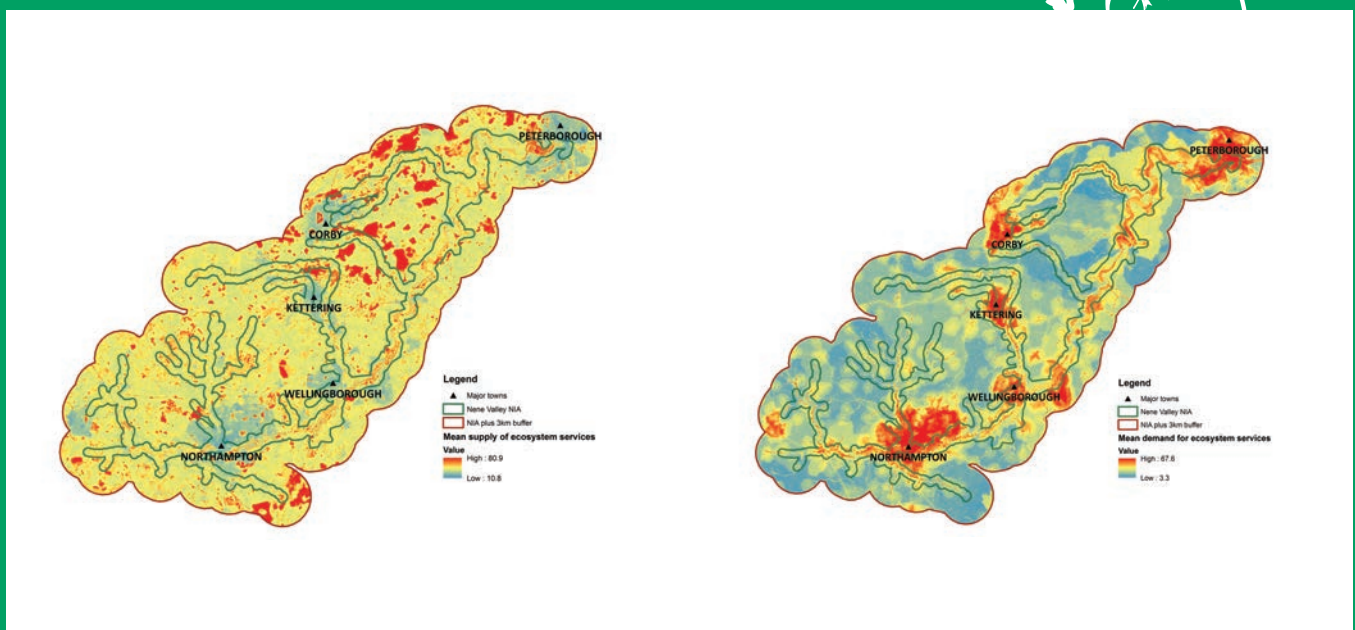 PETERBOROUGH
CORBY
KETTERING
WELLINGBOROUGH
NORTHAMPTON
Legend
Major towns
Nene Valley NIA
NIA plus 3km buffer
Mean supply of ecosystem services
Value
High : 80.9
Low : 10.8
PETERBOROUGH
CORBY
KETTERING
WELLINGBOROUGH
NORTHAMPTON
Legend
Major towns
Nene Valley NIA
NIA plus 3km buffer
Mean demand for ecosystem services
Value
High : 67.6
Low : 3.3